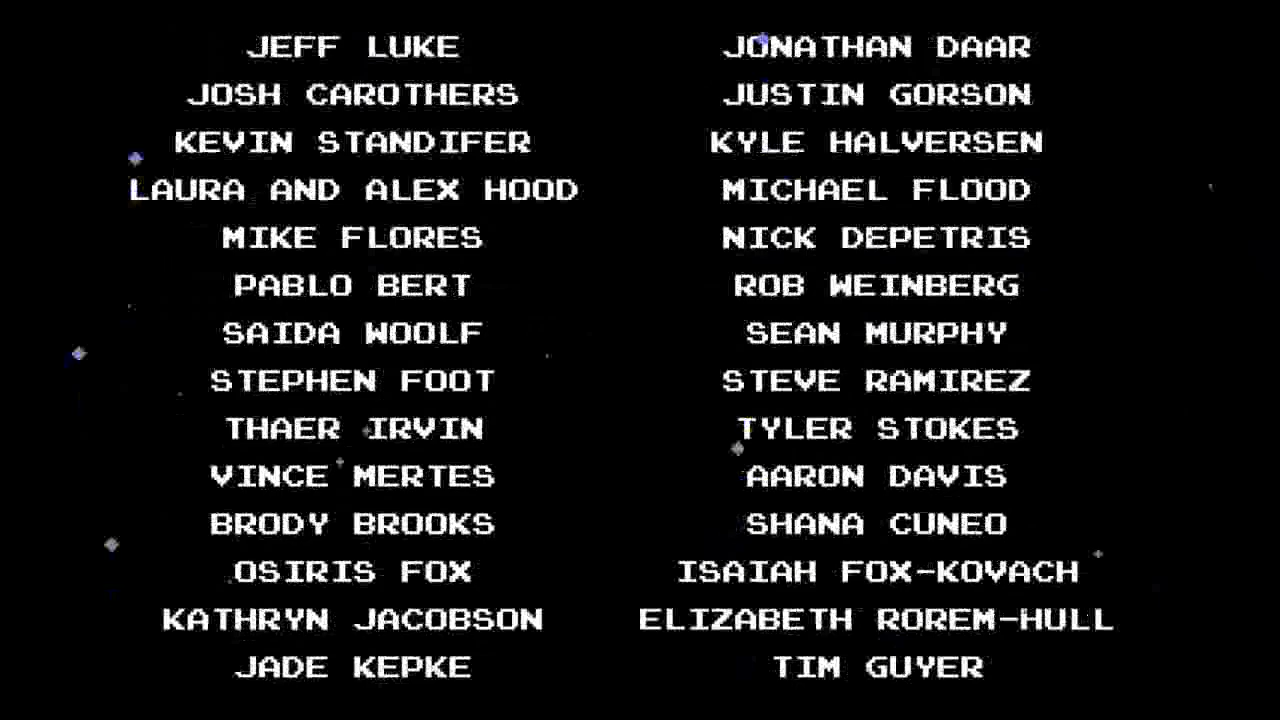 JEFF LUKE
JOSH CAROTHERS
KEVIN STANDIFER
LAURA AND ALEX HOOD
MIKE FLORES
PABLO BERT
SAIDA WOOLF
STEPHEN FOOT
THAER IRVIN
VINCE MERTES
BRODY BROOKS
OSIRIS FOX
KATHRYN JACOBSON
JADE KEPKE
JONATHAN DAAR
JUSTIN GORSON
KYLE HALVERSEN
MICHAEL FLOOD
NICK DEPETRIS
ROB WEINBERG
SEAN MURPHY
STEVE RAMIREZ
TYLER STOKES
AARON DAVIS
SHANA CUNEO
ISAIAH FOX-KOVACH
ELIZABETH ROREM-HULL
TIM GUYER